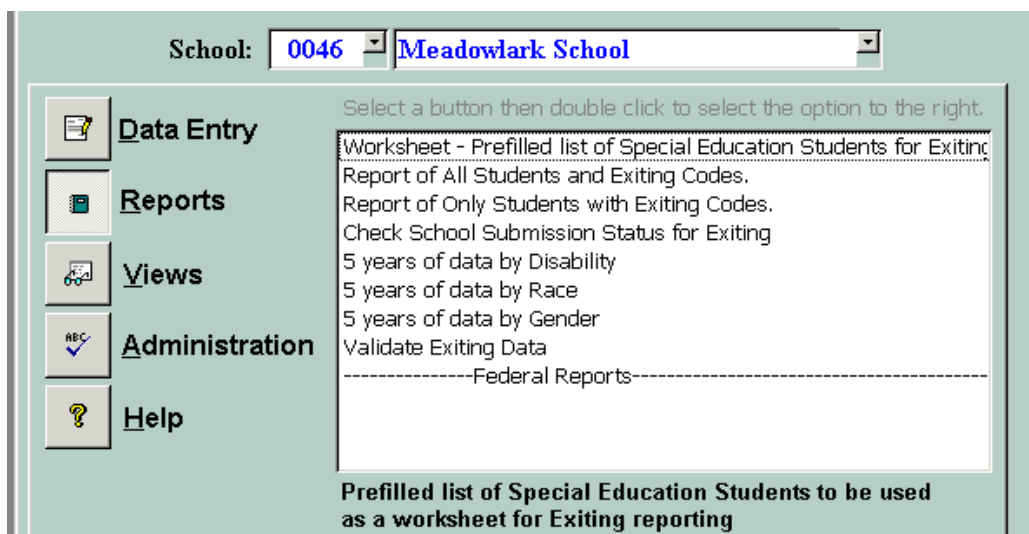 School: 0046 Meadowlark School
Select a button then double click to select the option to the right.
Data Entry
Reports
Views
ABC
Administration
Help
Worksheet - Prefilled list of Special Education Students for Exiting
Report of All Students and Exiting Codes.
Report of Only Students with Exiting Codes.
Check School Submission Status for Exiting
5 years of data by Disability
5 years of data by Race
5 years of data by Gender
Validate Exiting Data
---------------Federal Reports-----------------------------------------
Prefilled list of Special Education Students to be used
as a worksheet for Exiting reporting